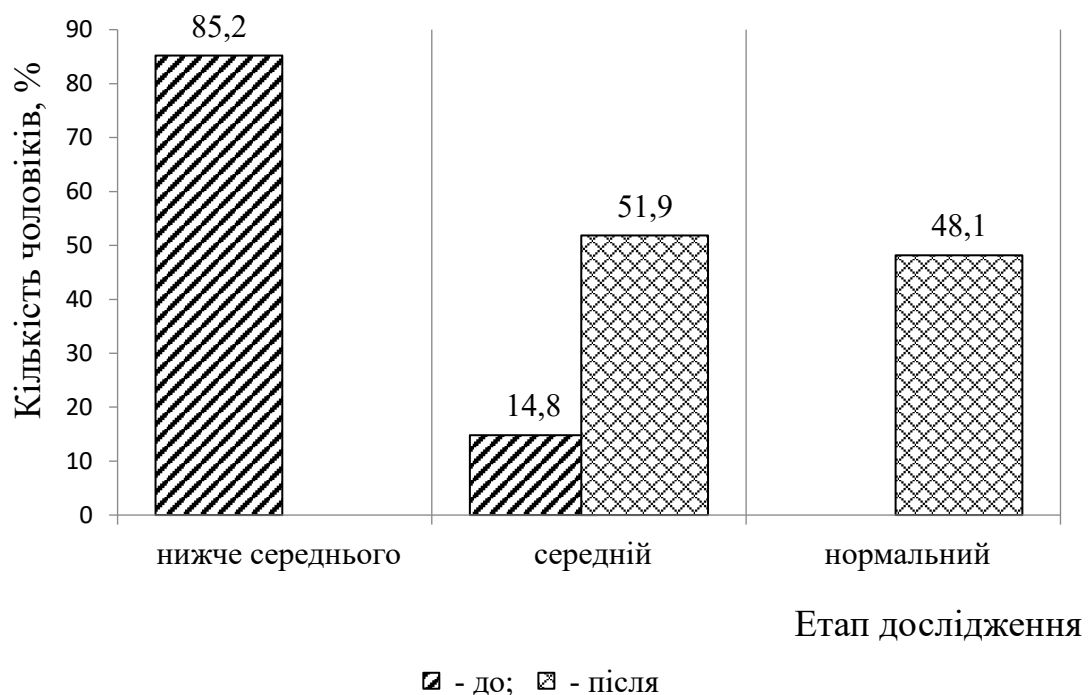 Кількість чоловіків, %
90
80
70
60
50
40
30
20
10
0
85,2
14,8
51,9
48,1
нижче середнього
середній
нормальний
Етап дослідження
- до; - після